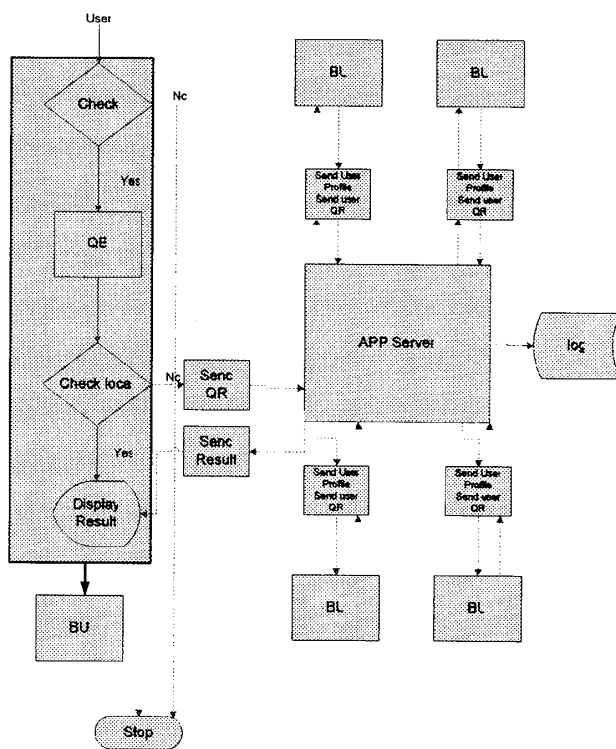 User
Check
Nc
BL
BL
Yes
Send User
Profile
Send user
QR
Send User
Profile
Send user
QR
QE
APP Server
log
Check loca
Nc
Senc
QR
Yes
Senc
Result
Display
Result
Send User
Profile
Send user
QR
Send User
Profile
Send user
QR
BU
BL
BL
Stop